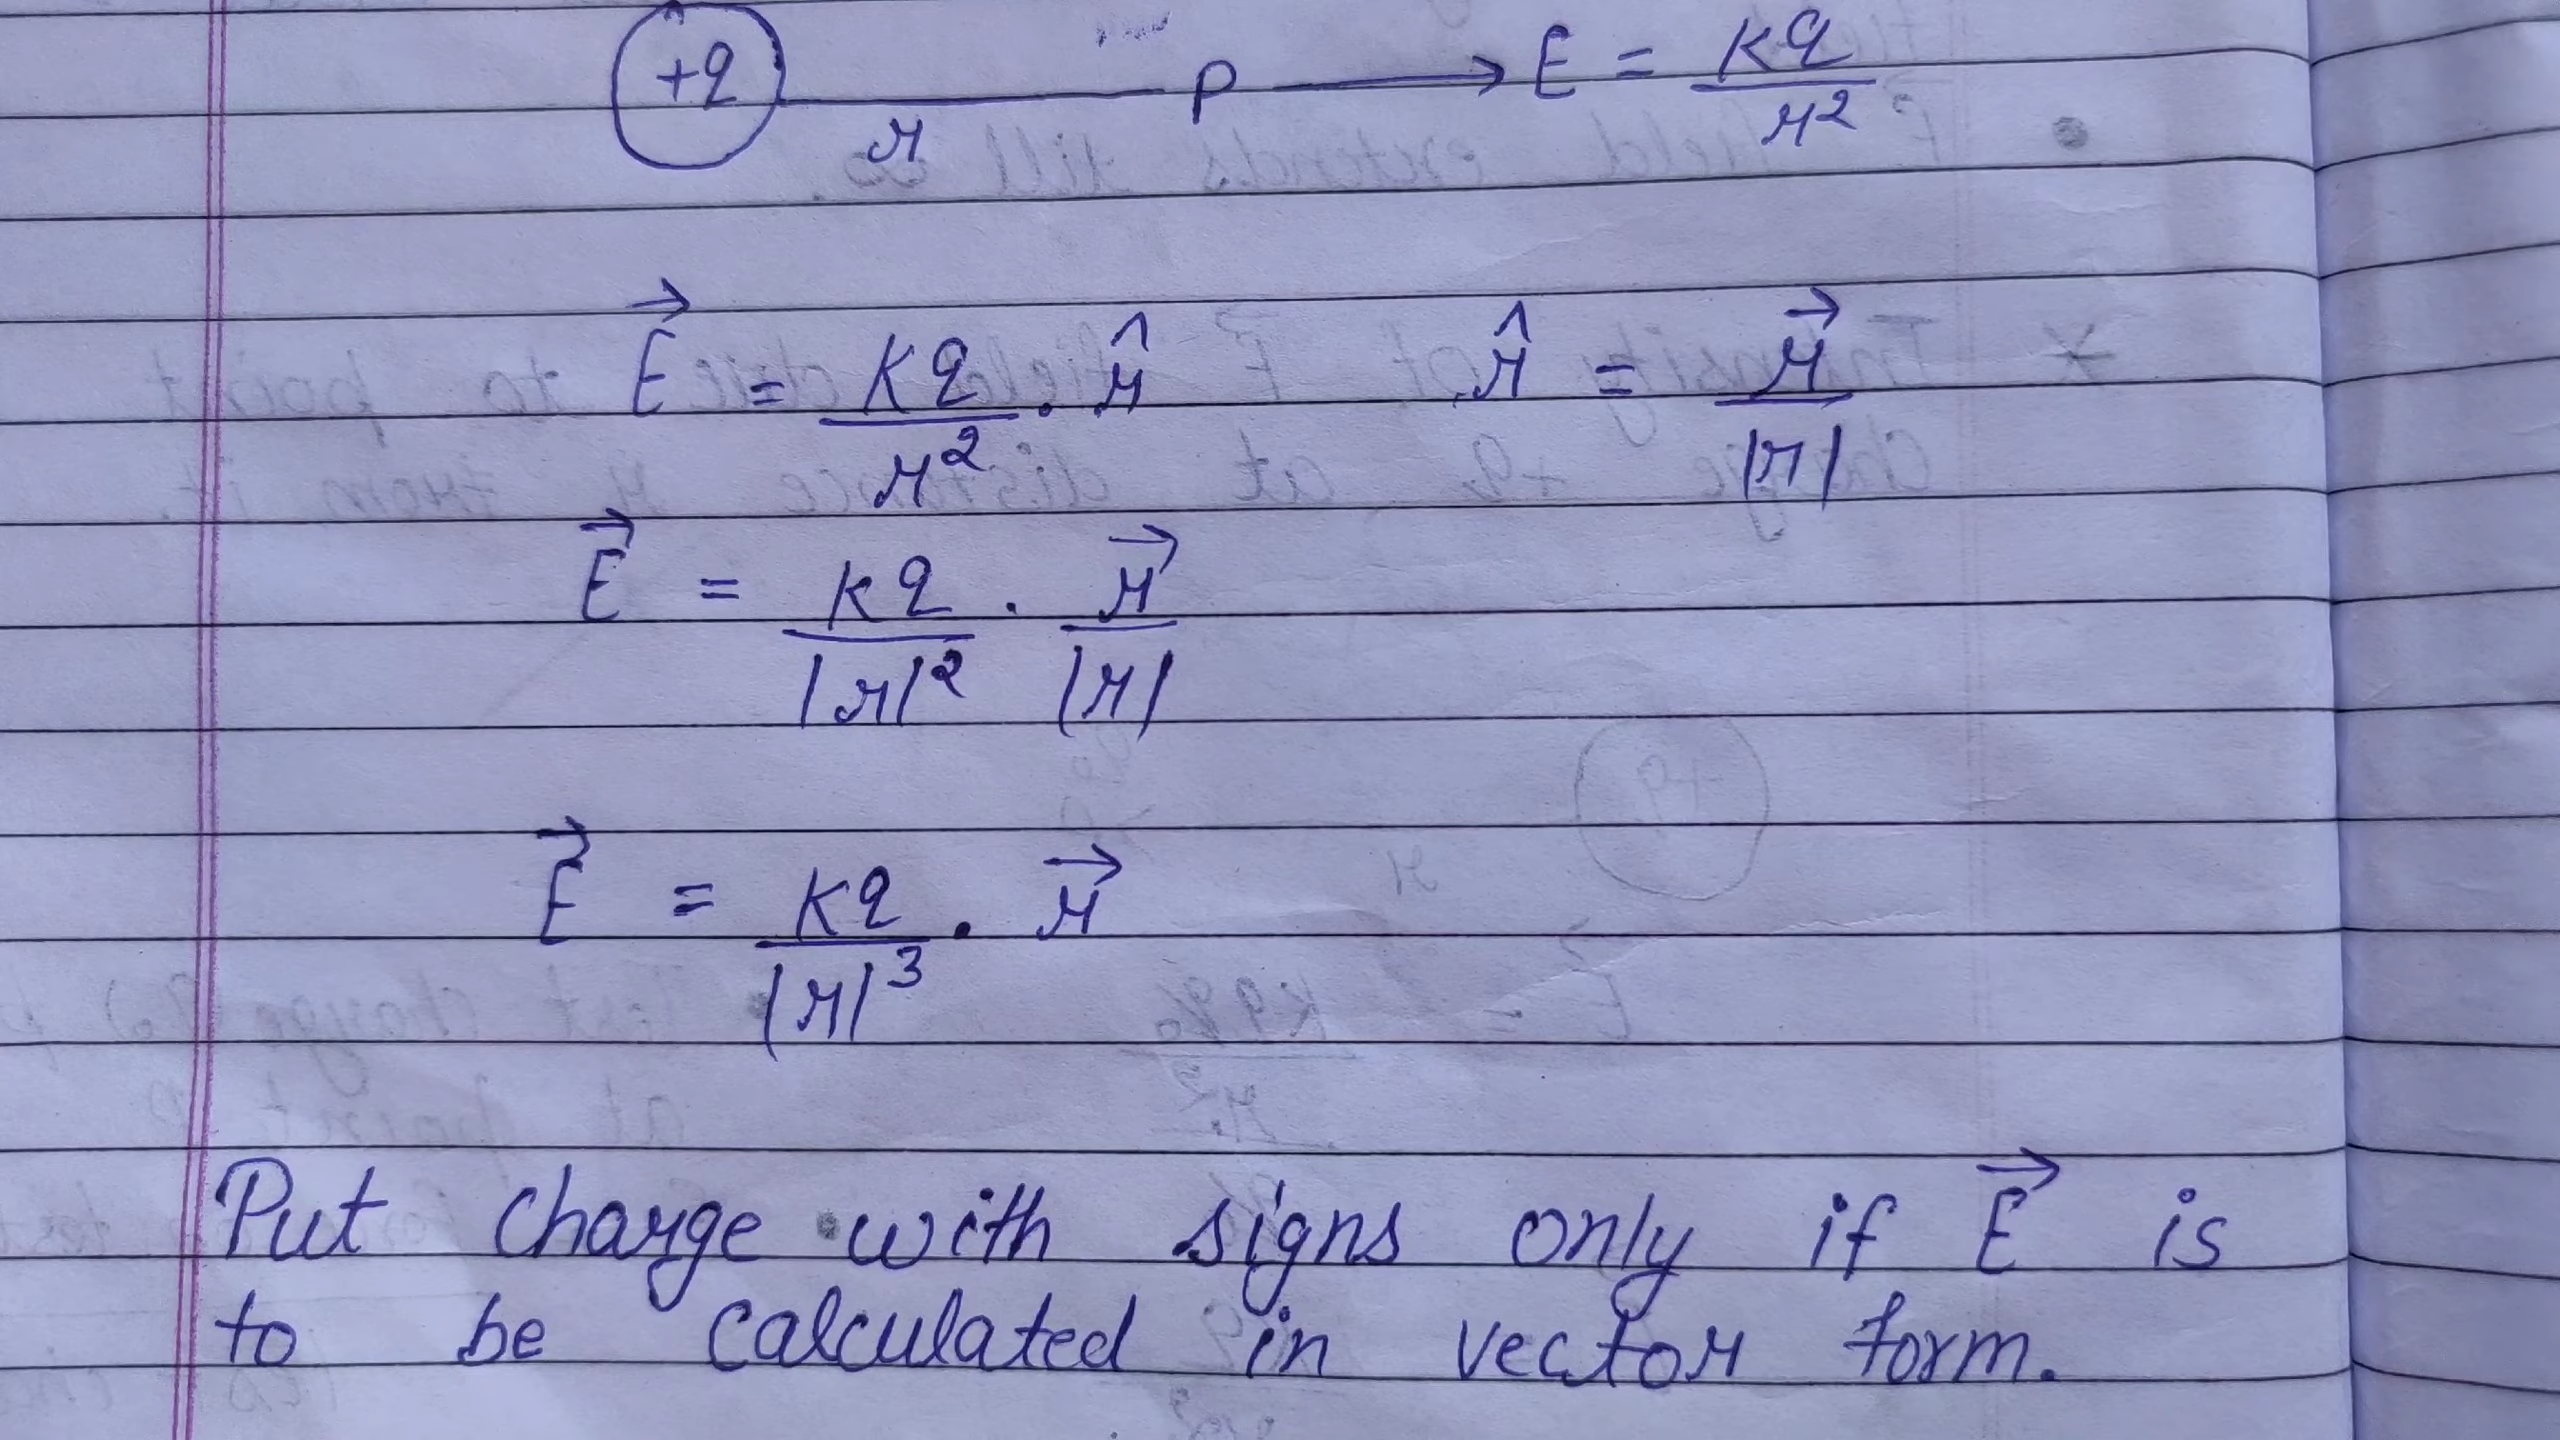 +q r P → E = kq/r²
E⃗ = kq/r² . r̂    r̂ = r⃗/|r|
E⃗ = kq/|r|² . r⃗/|r|
E⃗ = kq/|r|³ . r⃗
Put charge with signs only if E⃗ is
to be calculated in vector form.